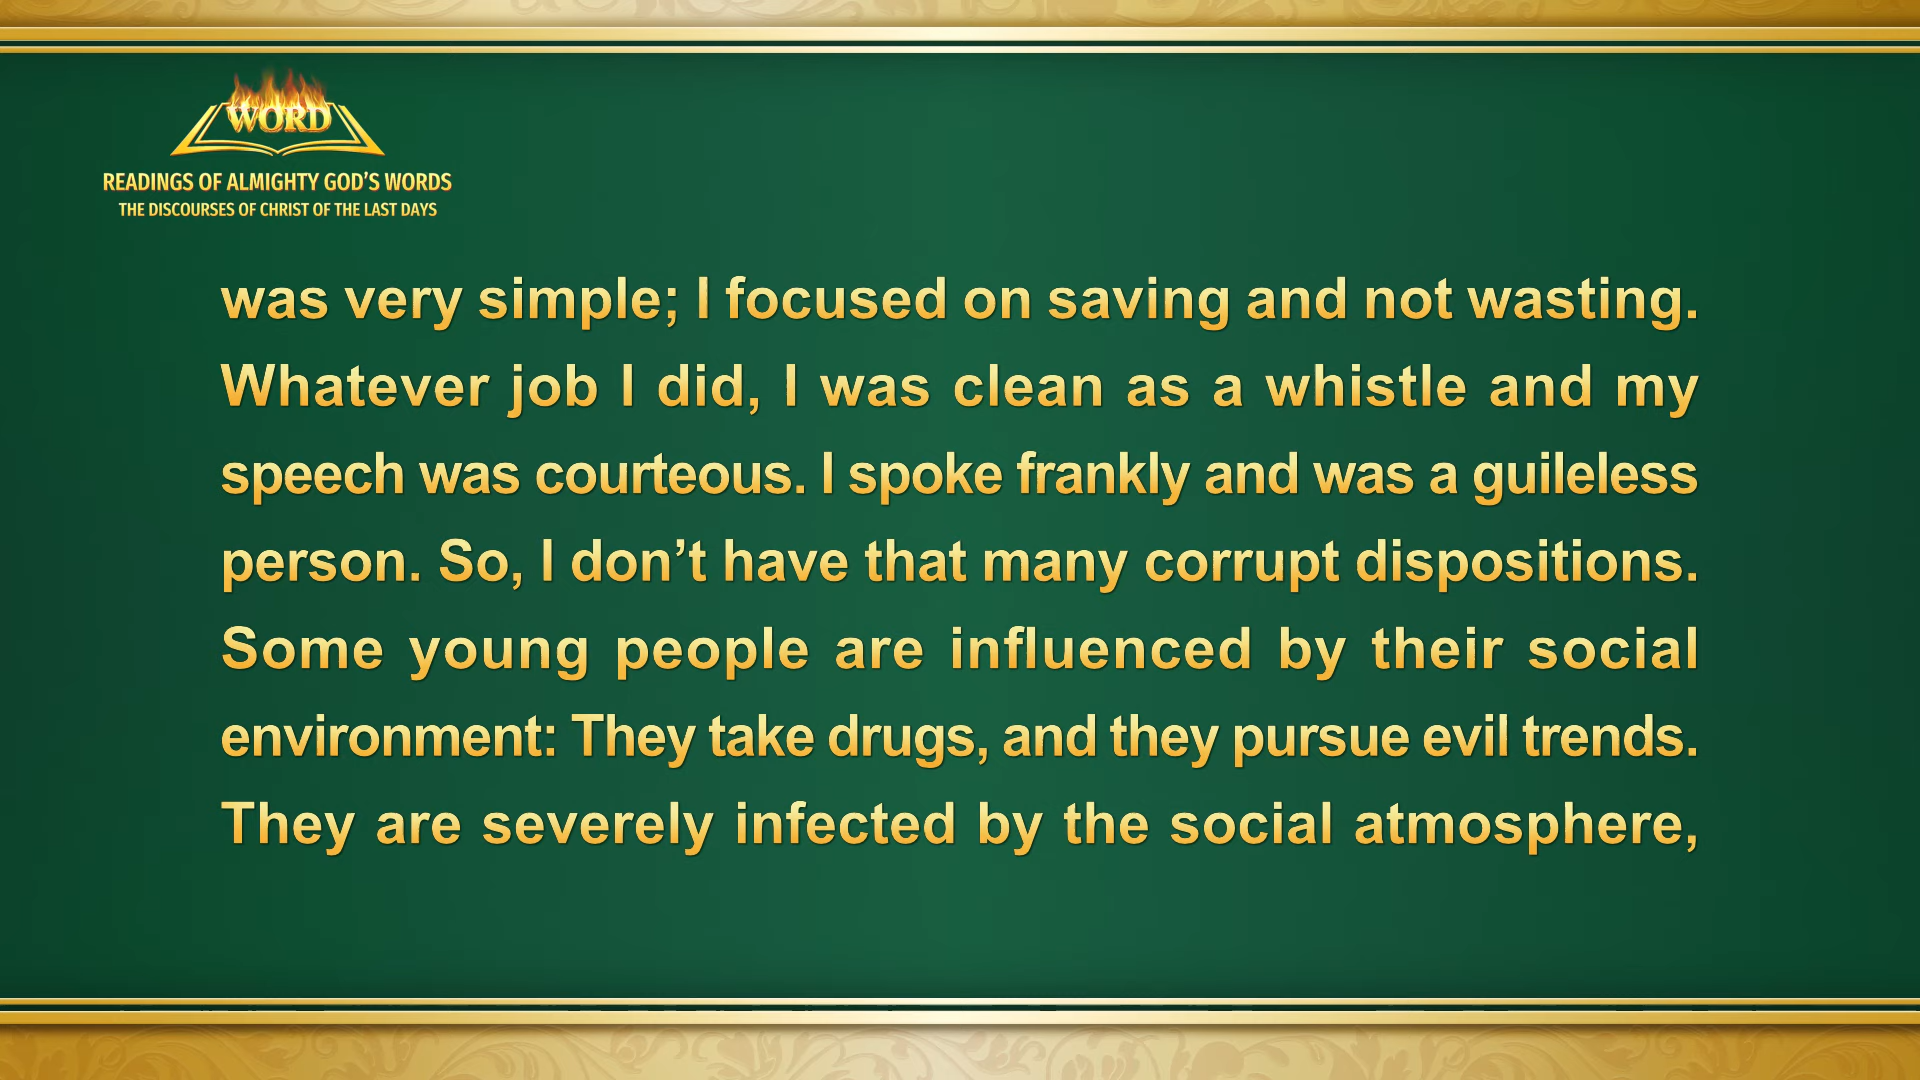 WORD
READINGS OF ALMIGHTY GOD’S WORDS
THE DISCOURSES OF CHRIST OF THE LAST DAYS
was very simple; I focused on saving and not wasting.
Whatever job I did, I was clean as a whistle and my
speech was courteous. I spoke frankly and was a guileless
person. So, I don’t have that many corrupt dispositions.
Some young people are influenced by their social
environment: They take drugs, and they pursue evil trends.
They are severely infected by the social atmosphere,